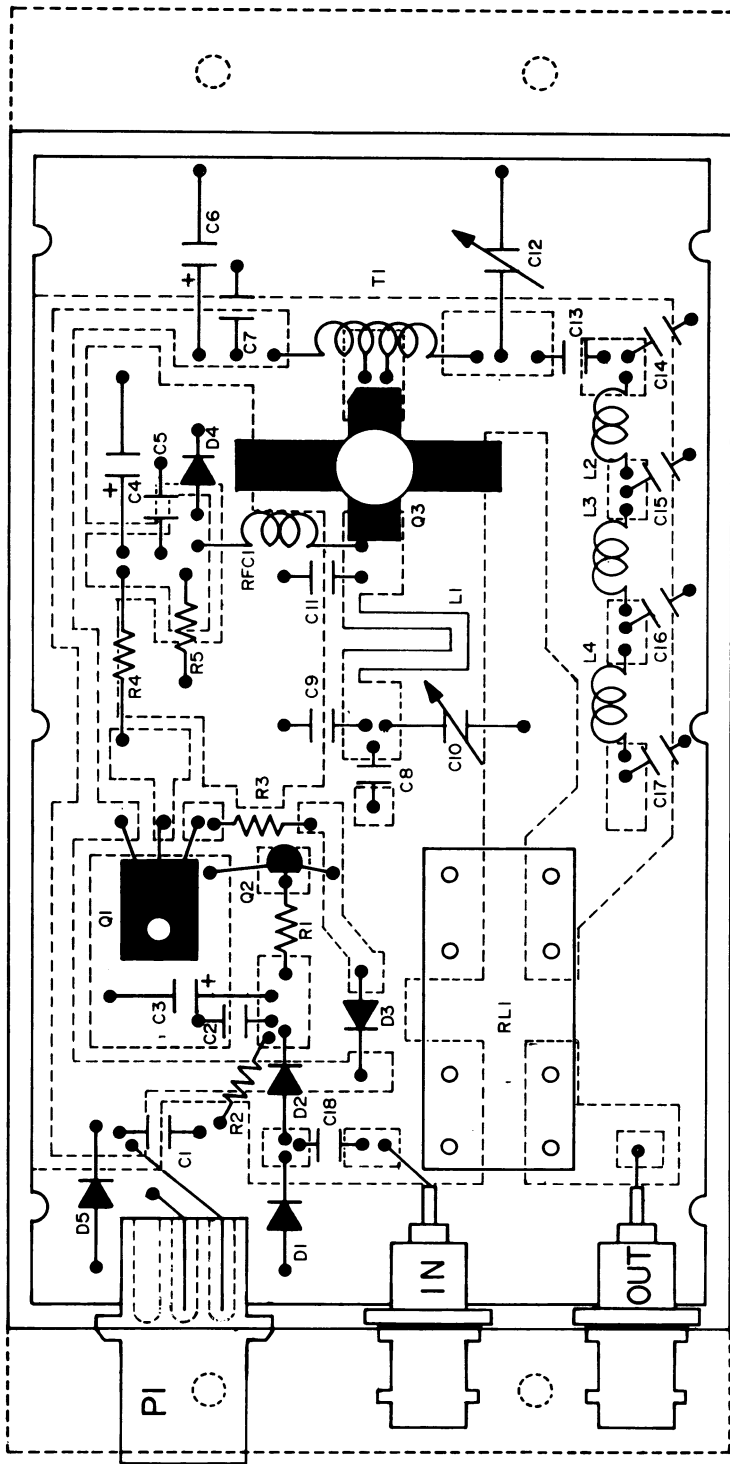 C6
C7
T1
C12
C13
C14
C4
C5
D4
Q3
L2
L3
C15
RFC1
C11
L1
R4
R5
C9
C10
C8
L4
C16
C17
R3
Q1
Q2
R1
C3
C2
D3
RL1
R2
D2
C18
C1
D5
D1
P1
IN
OUT
+
+
+